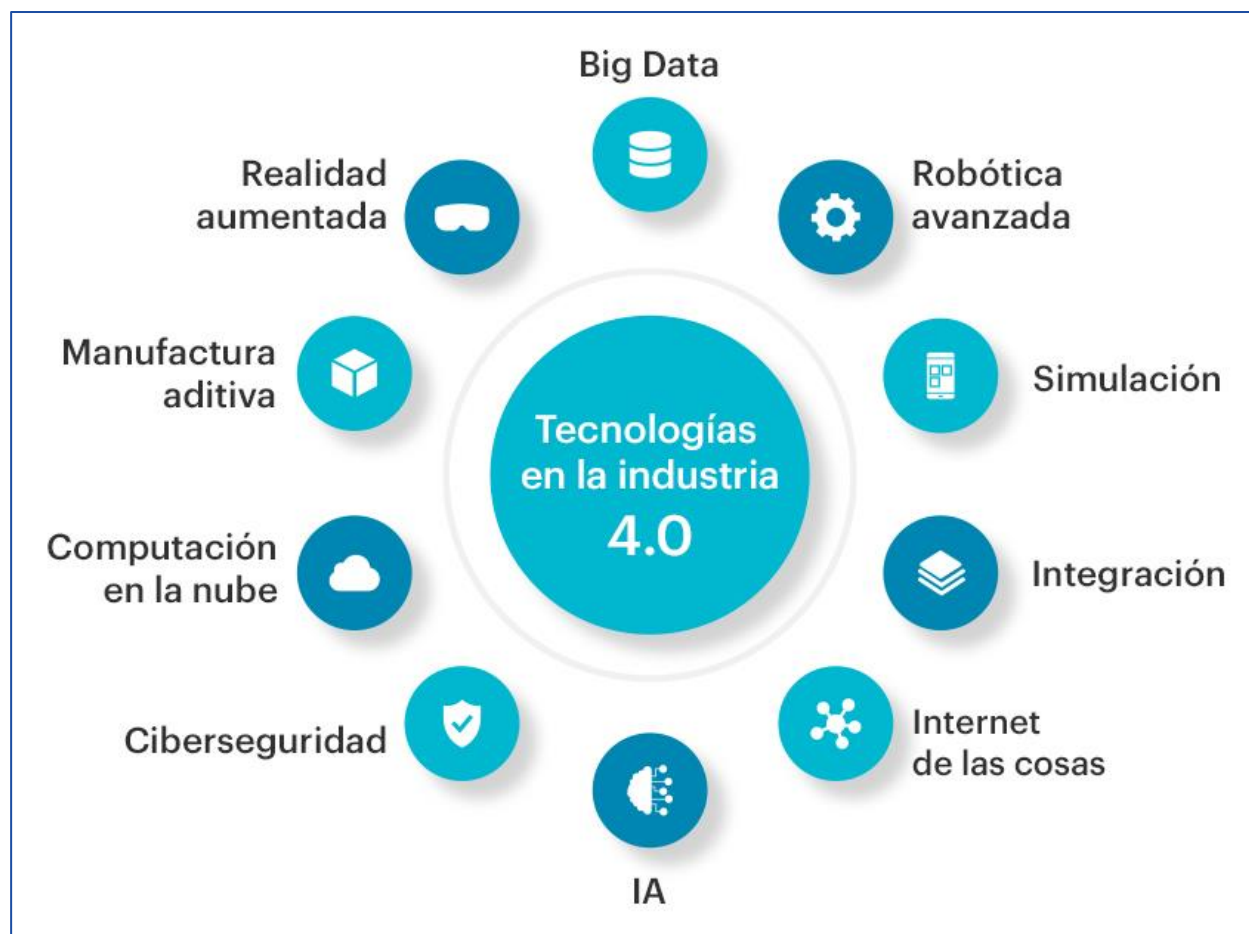 Big Data
Realidad
aumentada
Robótica
avanzada
Manufactura
aditiva
Simulación
Tecnologías
en la industria
4.0
Computación
en la nube
Integración
Ciberseguridad
Internet
de las cosas
IA